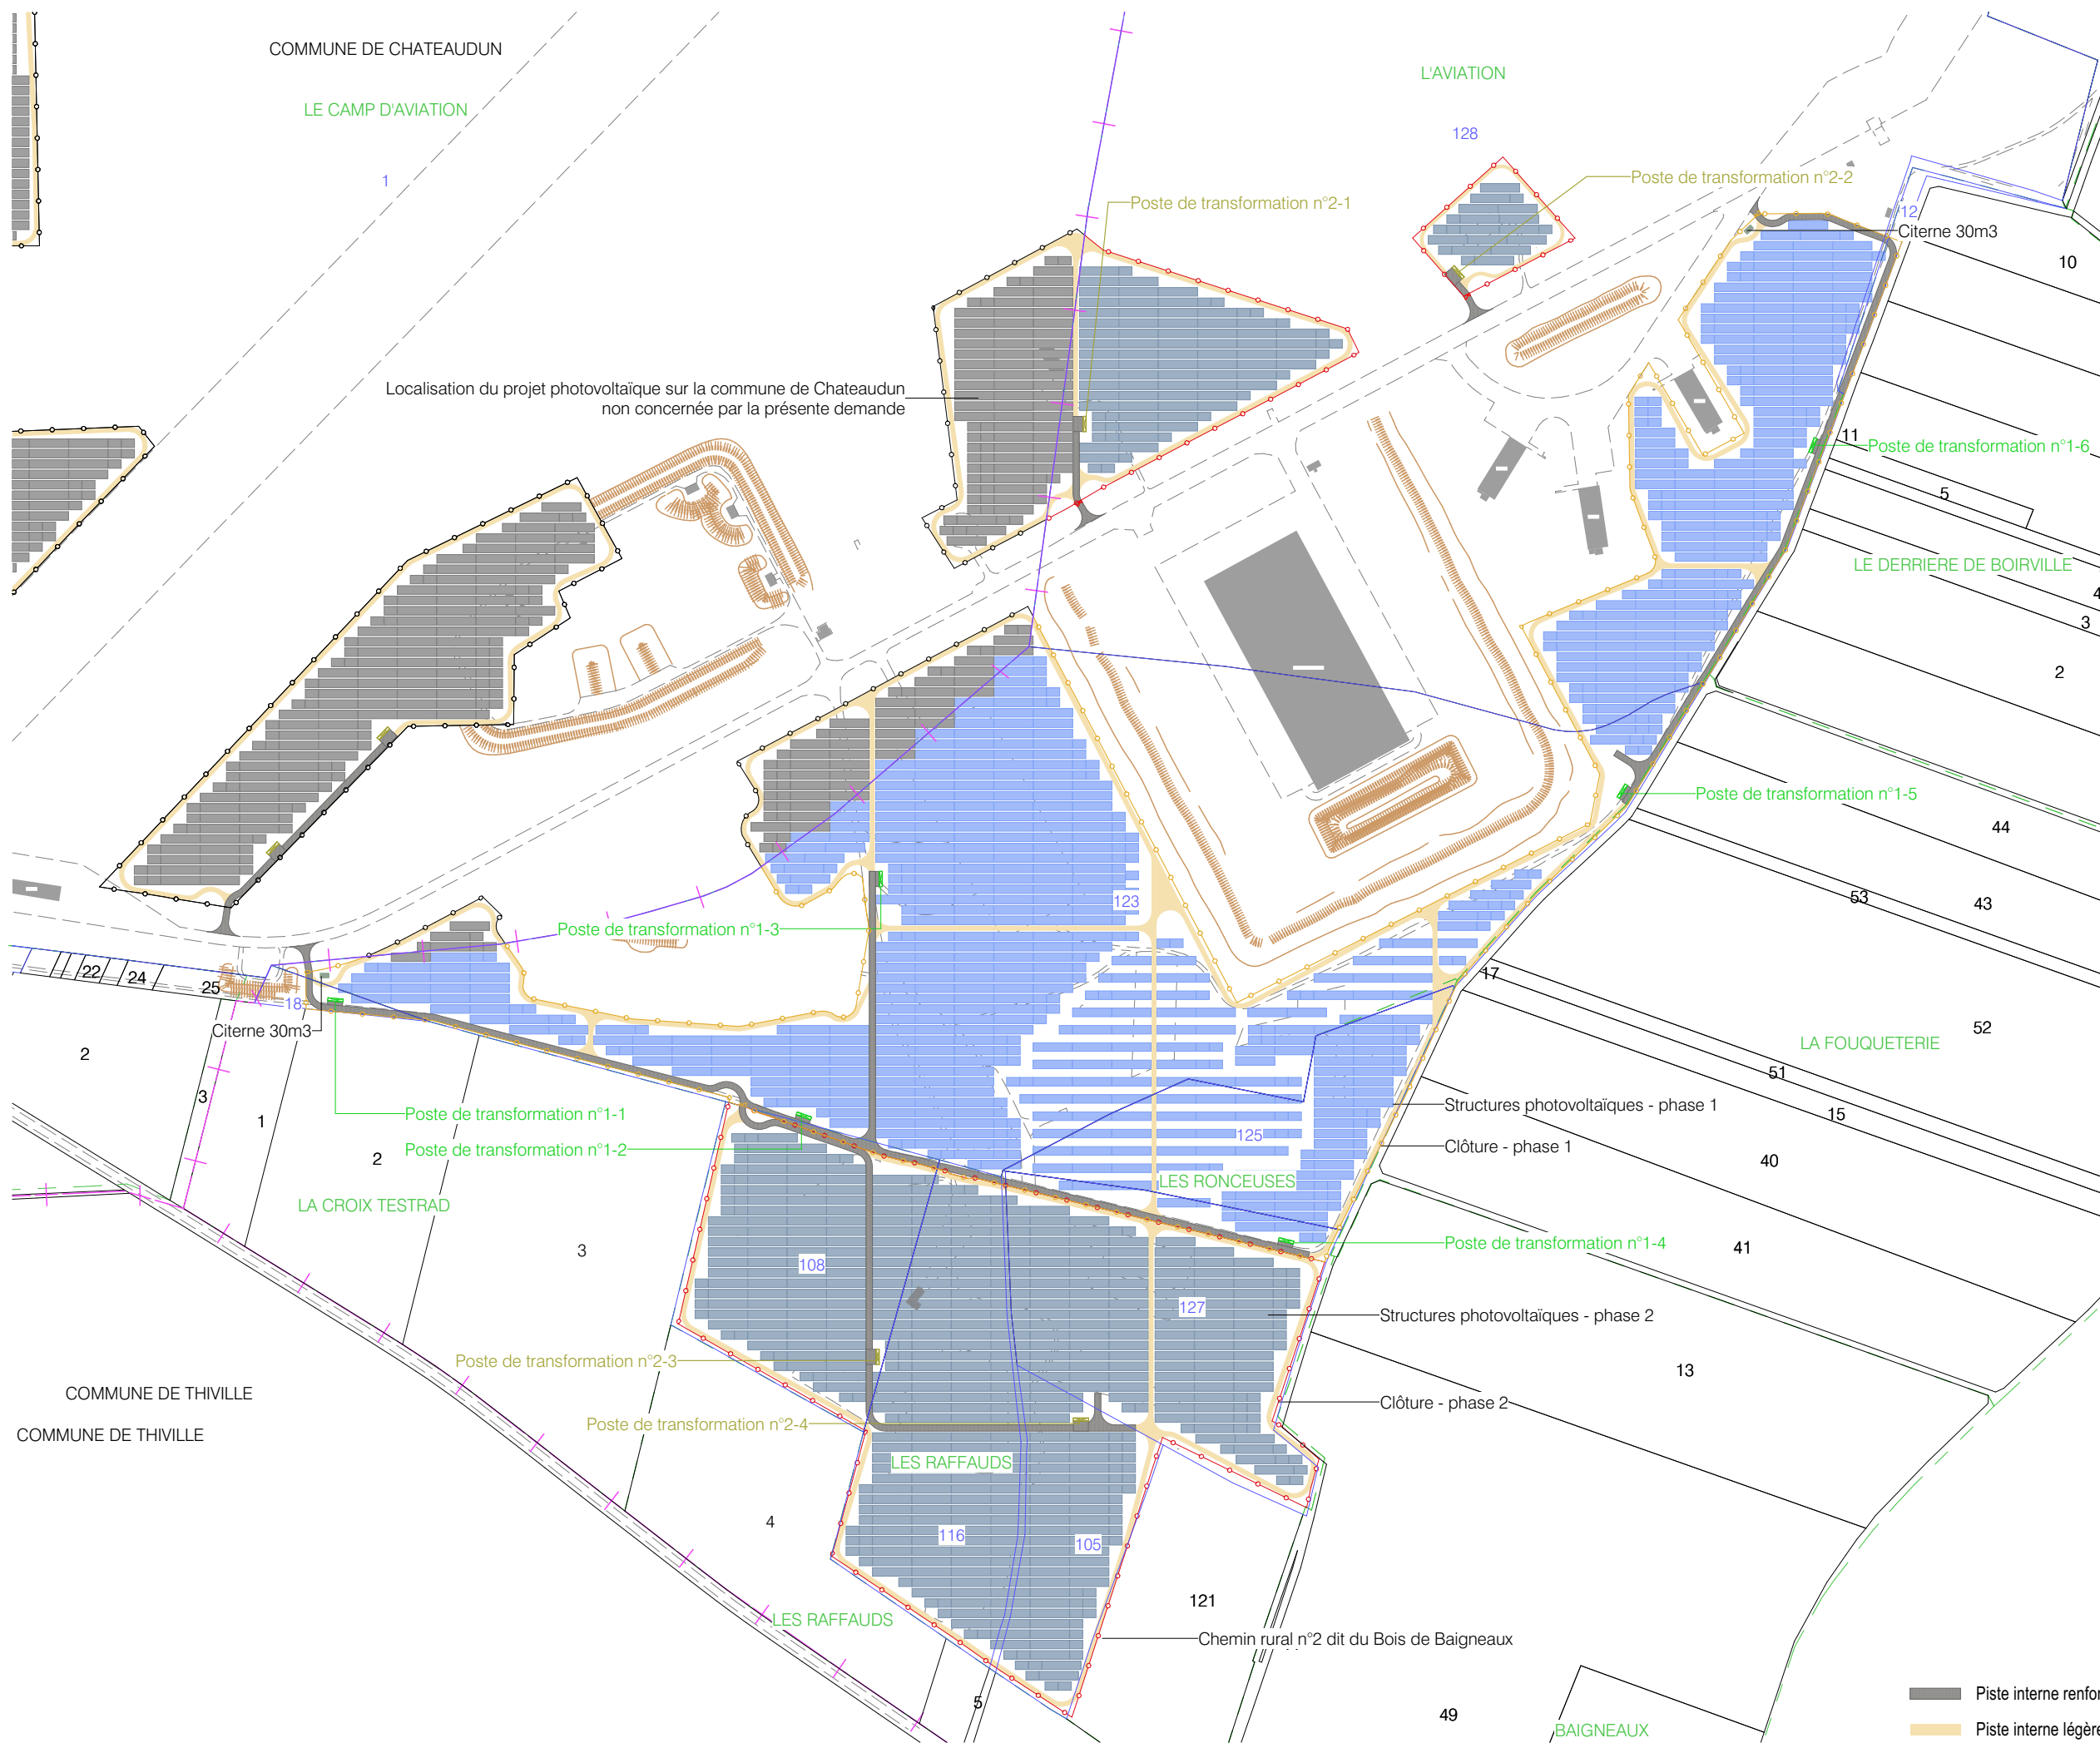 COMMUNE DE CHATEAUDUN
L'AVIATION
LE CAMP D'AVIATION
128
1
Poste de transformation n°2-2
Poste de transformation n°2-1
12
Citerne 30m3
10
Localisation du projet photovoltaïque sur la commune de Chateaudun
non concernée par la présente demande
11
Poste de transformation n°1-6
5
LE DERRIERE DE BOIRVILLE
4
3
2
Poste de transformation n°1-5
44
53
43
123
Poste de transformation n°1-3
22
24
25
18
17
Citerne 30m3
52
LA FOUQUETERIE
2
51
3
Structures photovoltaïques - phase 1
Poste de transformation n°1-1
15
1
125
Clôture - phase 1
Poste de transformation n°1-2
2
40
LES RONCEUSES
LA CROIX TESTRAD
Poste de transformation n°1-4
41
3
108
127
Structures photovoltaïques - phase 2
Poste de transformation n°2-3
13
COMMUNE DE THIVILLE
Clôture - phase 2
Poste de transformation n°2-4
COMMUNE DE THIVILLE
LES RAFFAUDS
4
116
105
121
LES RAFFAUDS
Chemin rural n°2 dit du Bois de Baigneaux
5
49
BAIGNEAUX
Piste interne renfor
Piste interne légère